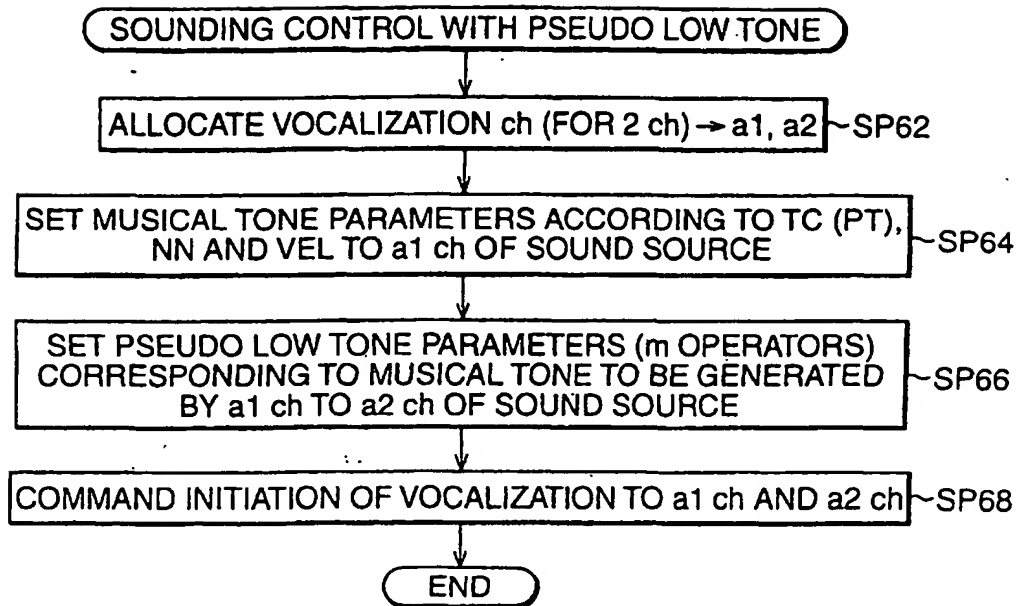 SOUNDING CONTROL WITH PSEUDO LOW TONE
ALLOCATE VOCALIZATION ch (FOR 2 ch) → a1, a2 ~SP62
SET MUSICAL TONE PARAMETERS ACCORDING TO TC (PT),
NN AND VEL TO a1 ch OF SOUND SOURCE
~SP64
SET PSEUDO LOW TONE PARAMETERS (m OPERATORS)
CORRESPONDING TO MUSICAL TONE TO BE GENERATED
~SP66
BY a1 ch TO a2 ch OF SOUND SOURCE
COMMAND INITIATION OF VOCALIZATION TO a1 ch AND a2 ch ~SP68
END